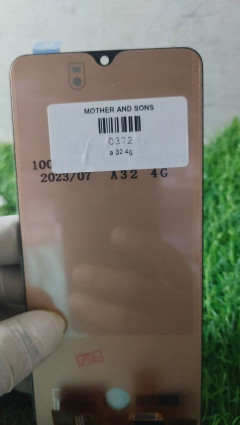 MOTHER AND SONS
0372
a 32 4g
100
2023/07 A32 4G